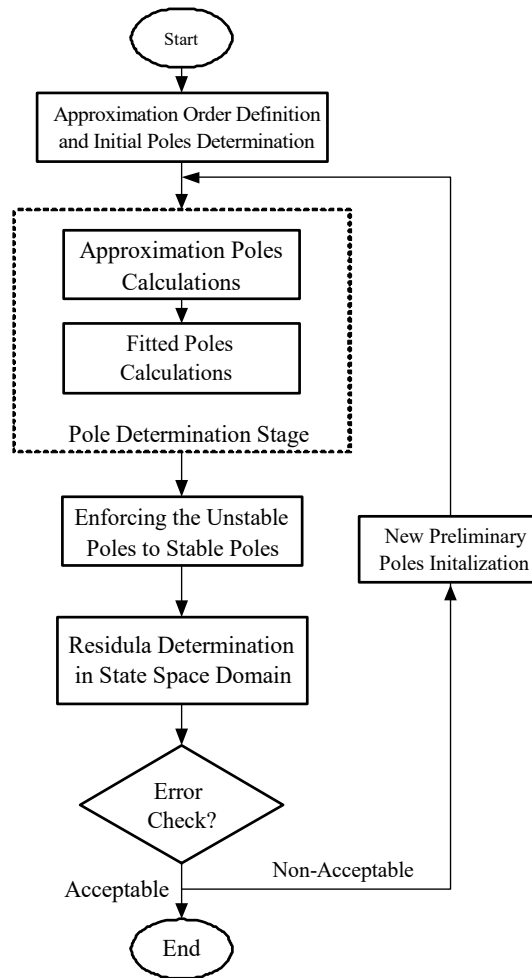 Start
Approximation Order Definition
and Initial Poles Determination
Approximation Poles
Calculations
Fitted Poles
Calculations
Pole Determination Stage
Enforcing the Unstable
Poles to Stable Poles
New Preliminary
Poles Initalization
Residula Determination
in State Space Domain
Error
Check?
Non-Acceptable
Acceptable
End